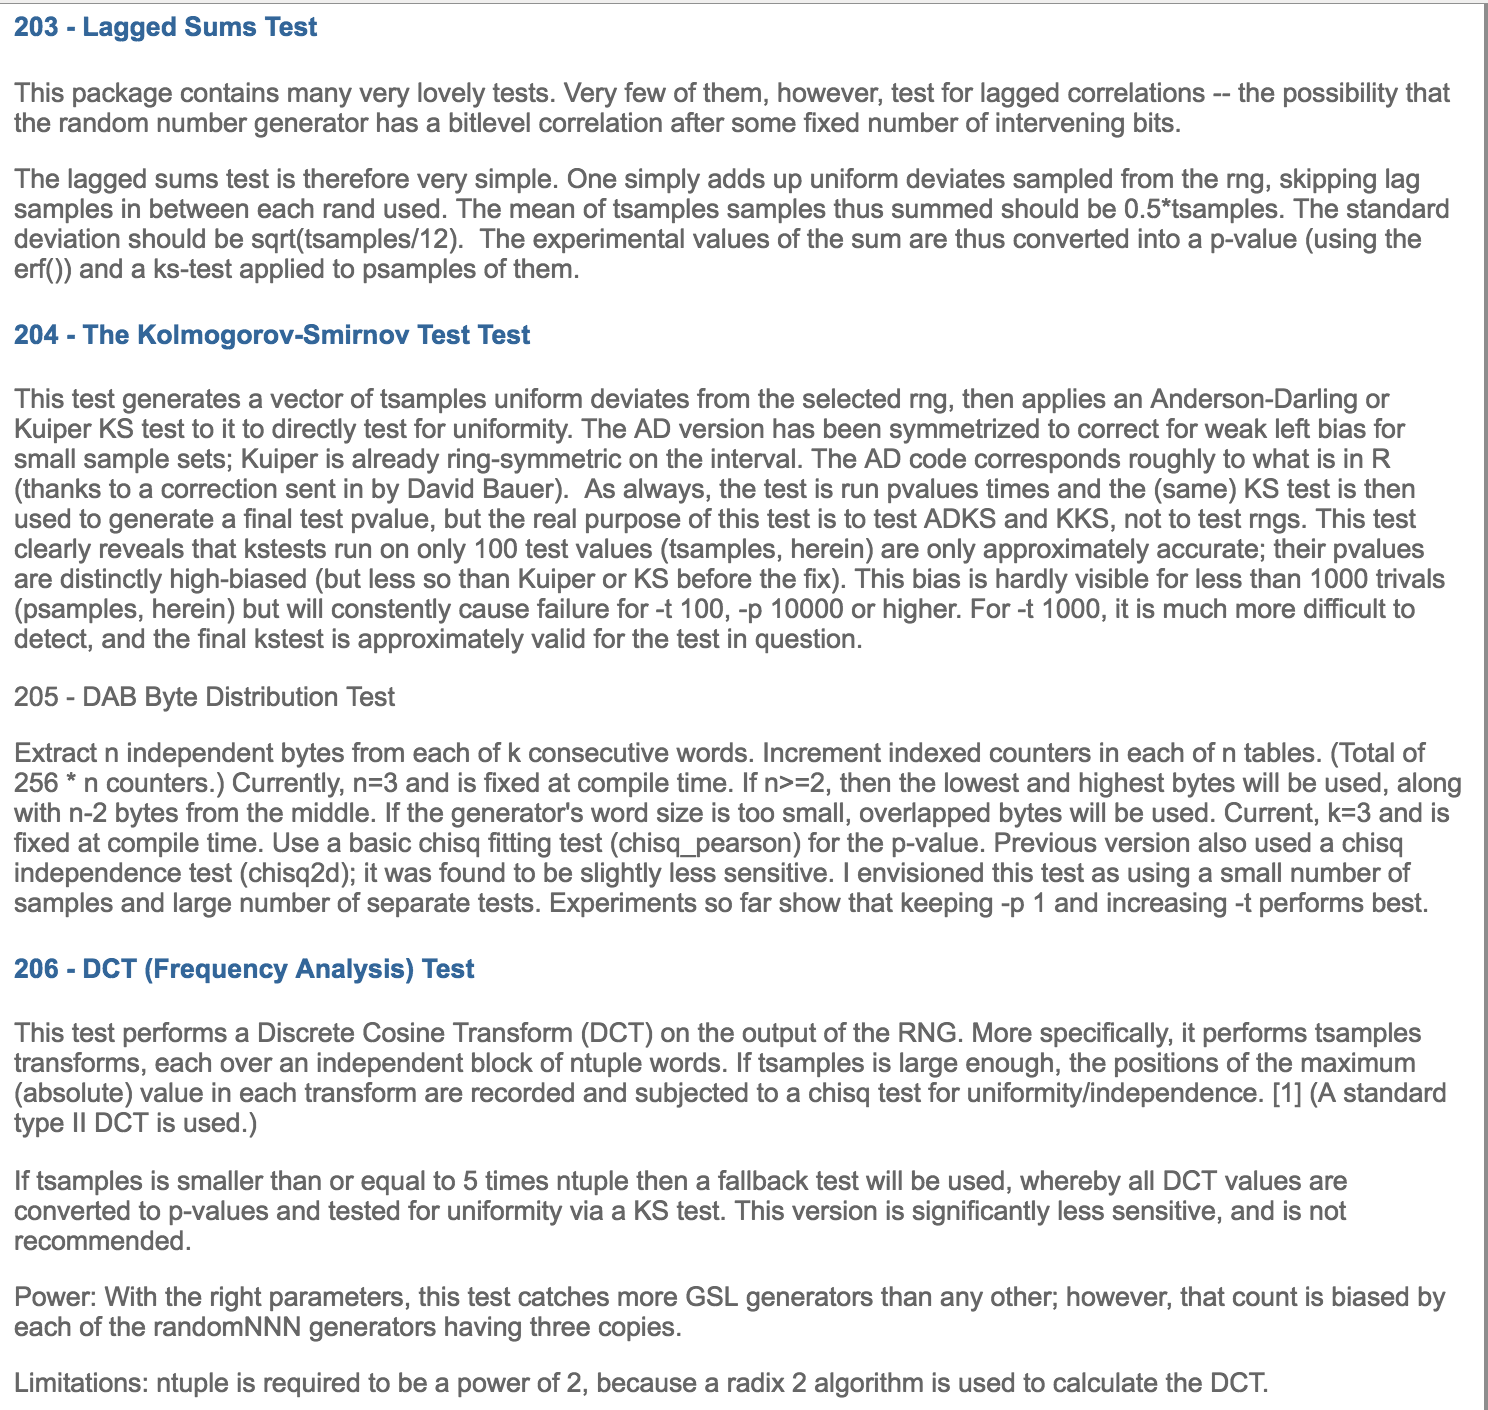 203 - Lagged Sums Test
This package contains many very lovely tests. Very few of them, however, test for lagged correlations -- the possibility that
the random number generator has a bitlevel correlation after some fixed number of intervening bits.
The lagged sums test is therefore very simple. One simply adds up uniform deviates sampled from the rng, skipping lag
samples in between each rand used. The mean of tsamples samples thus summed should be 0.5*tsamples. The standard
deviation should be sqrt(tsamples/12).  The experimental values of the sum are thus converted into a p-value (using the
erf()) and a ks-test applied to psamples of them.
204 - The Kolmogorov-Smirnov Test Test
This test generates a vector of tsamples uniform deviates from the selected rng, then applies an Anderson-Darling or
Kuiper KS test to it to directly test for uniformity. The AD version has been symmetrized to correct for weak left bias for
small sample sets; Kuiper is already ring-symmetric on the interval. The AD code corresponds roughly to what is in R
(thanks to a correction sent in by David Bauer).  As always, the test is run pvalues times and the (same) KS test is then
used to generate a final test pvalue, but the real purpose of this test is to test ADKS and KKS, not to test rngs. This test
clearly reveals that kstests run on only 100 test values (tsamples, herein) are only approximately accurate; their pvalues
are distinctly high-biased (but less so than Kuiper or KS before the fix). This bias is hardly visible for less than 1000 trivals
(psamples, herein) but will constently cause failure for -t 100, -p 10000 or higher. For -t 1000, it is much more difficult to
detect, and the final kstest is approximately valid for the test in question.
205 - DAB Byte Distribution Test
Extract n independent bytes from each of k consecutive words. Increment indexed counters in each of n tables. (Total of
256 * n counters.) Currently, n=3 and is fixed at compile time. If n>=2, then the lowest and highest bytes will be used, along
with n-2 bytes from the middle. If the generator's word size is too small, overlapped bytes will be used. Current, k=3 and is
fixed at compile time. Use a basic chisq fitting test (chisq_pearson) for the p-value. Previous version also used a chisq
independence test (chisq2d); it was found to be slightly less sensitive. I envisioned this test as using a small number of
samples and large number of separate tests. Experiments so far show that keeping -p 1 and increasing -t performs best.
206 - DCT (Frequency Analysis) Test
This test performs a Discrete Cosine Transform (DCT) on the output of the RNG. More specifically, it performs tsamples
transforms, each over an independent block of ntuple words. If tsamples is large enough, the positions of the maximum
(absolute) value in each transform are recorded and subjected to a chisq test for uniformity/independence. [1] (A standard
type II DCT is used.)
If tsamples is smaller than or equal to 5 times ntuple then a fallback test will be used, whereby all DCT values are
converted to p-values and tested for uniformity via a KS test. This version is significantly less sensitive, and is not
recommended.
Power: With the right parameters, this test catches more GSL generators than any other; however, that count is biased by
each of the randomNNN generators having three copies.
Limitations: ntuple is required to be a power of 2, because a radix 2 algorithm is used to calculate the DCT.